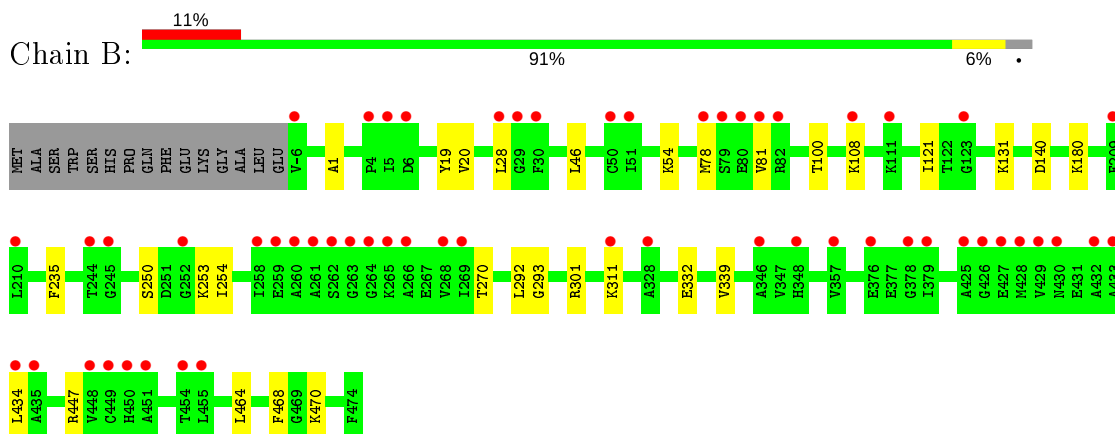 11%
Chain B:
91% 6% •
MET ALA SER TRP SER HIS PRO GLN PHE GLU LYS GLY ALA LEU GLU V-6 A1 P4 I5 D6 Y19 V20 L28 G29 F30 L46 C50 I51 K54 M78 S79 E80 V81 R82 T100 K108 K111 I121 T122 G123 K131 D140 K180
L210 F235 T244 G245 S250 D251 G252 K253 I254 I258 E259 A260 A261 S262 G263 G264 K265 A266 E267 V268 I269 T270 L292 G293 R301 K311 A328 E332 V339 A346 V347 H348 V357 E376 E377 G378 I379 A425 G426 E427 M428 V429 N430 E431 A432 A433
L434 A435 R447 V448 C449 H450 A451 T454 L455 L464 F468 G469 K470 F474